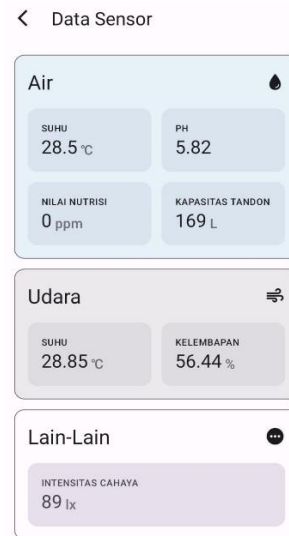 Data Sensor
Air
SUHU
28.5 °C
PH
5.82
NILAI NUTRISI
0 ppm
KAPASITAS TANDON
169 L
Udara
SUHU
28.85 °C
KELEMBAPAN
56.44 %
Lain-Lain
INTENSITAS CAHAYA
89 lx